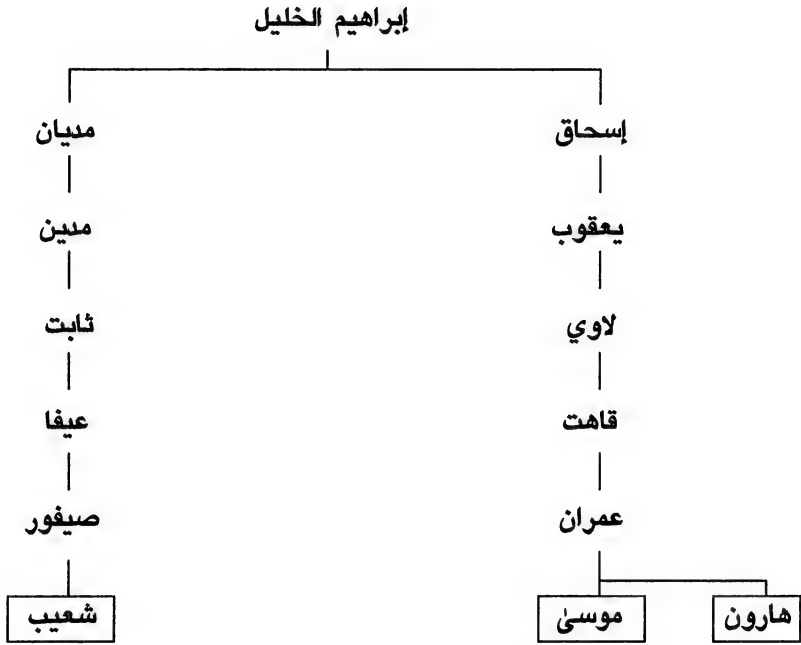 إبراهيم الخليل
إسحاق مديان
يعقوب مدين
لاوي ثابت
قاهت عيفا
عمران صيفور
هارون موسىٰ شعيب